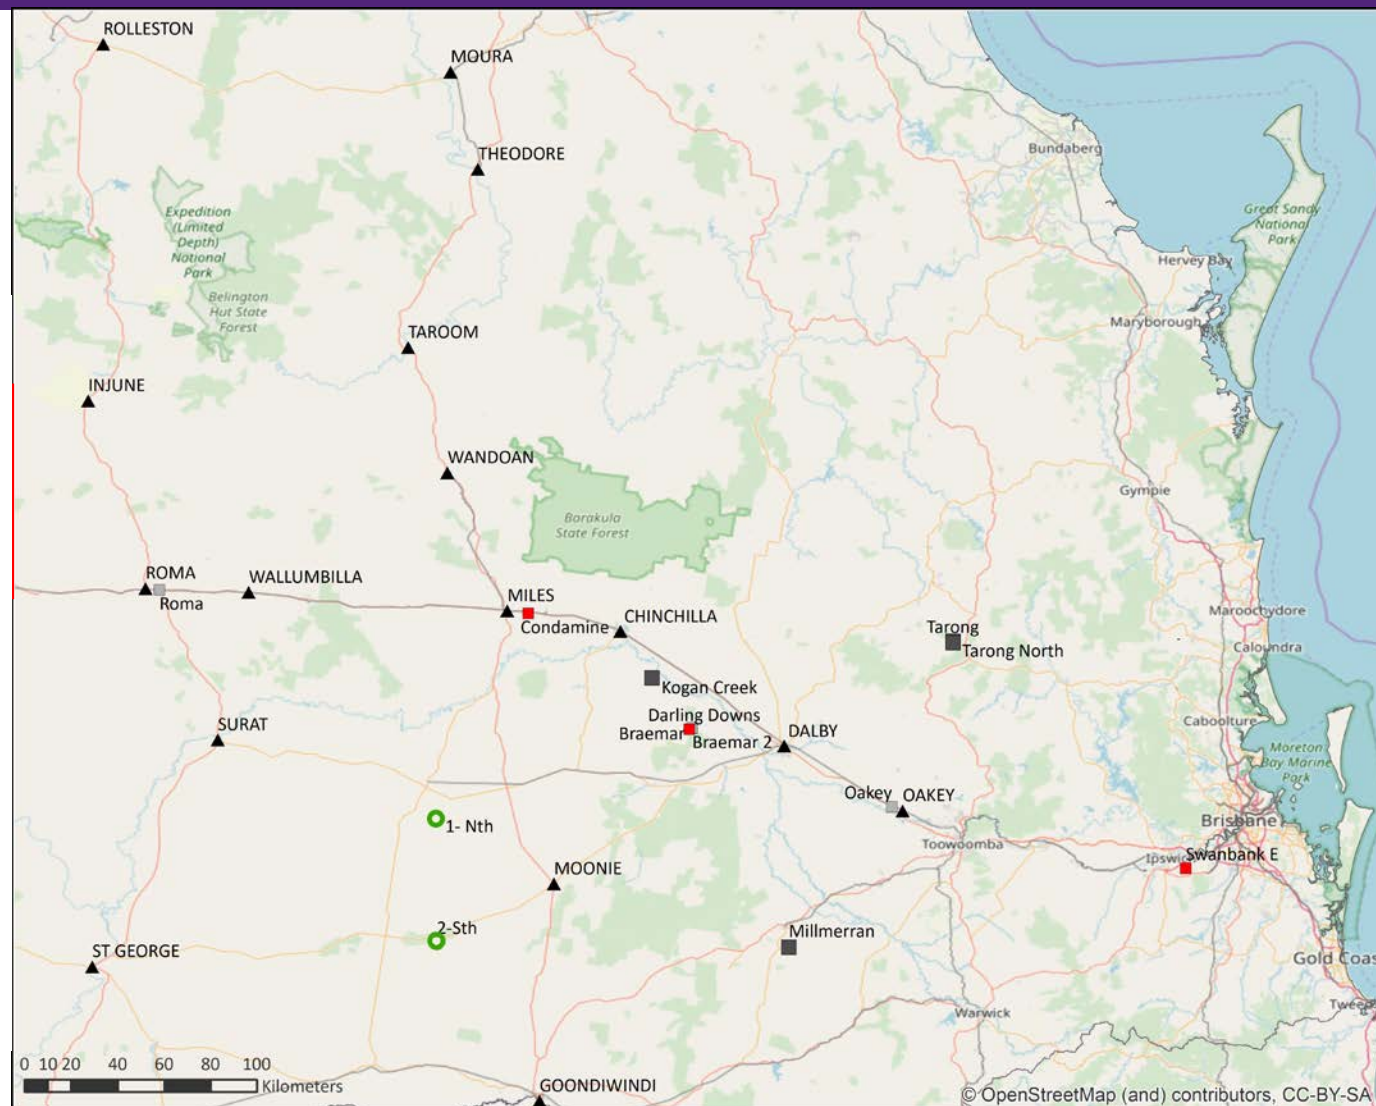 ROLLESTON
MOURA
THEODORE
Bundaberg
Expedition
(Limited
Depth)
National
Park
Great Sandy
National
Park
Hervey Bay
Belington
Hut State
Forest
Maryborough
TAROOM
INJUNE
WANDOAN
Gympie
Barakula
State Forest
ROMA
WALLUMBILLA
Roma
MILES
Condamine
CHINCHILLA
Maroochydore
Tarong
Tarong North
Caloundra
Kogan Creek
Darling Downs
Braemar
Braemar 2
DALBY
SURAT
Caboolture
Moreton
Bay Marine
Park
Oakey
OAKEY
1- Nth
Brisbane
Toowoomba
Ipswic
Swanbank E
MOONIE
2-Sth
Millmerran
ST GEORGE
Gold Coas
Warwick
Tweed
0 10 20 40 60 80 100
Kilometers
GOONDIWINDI
© OpenStreetMap (and) contributors, CC-BY-SA